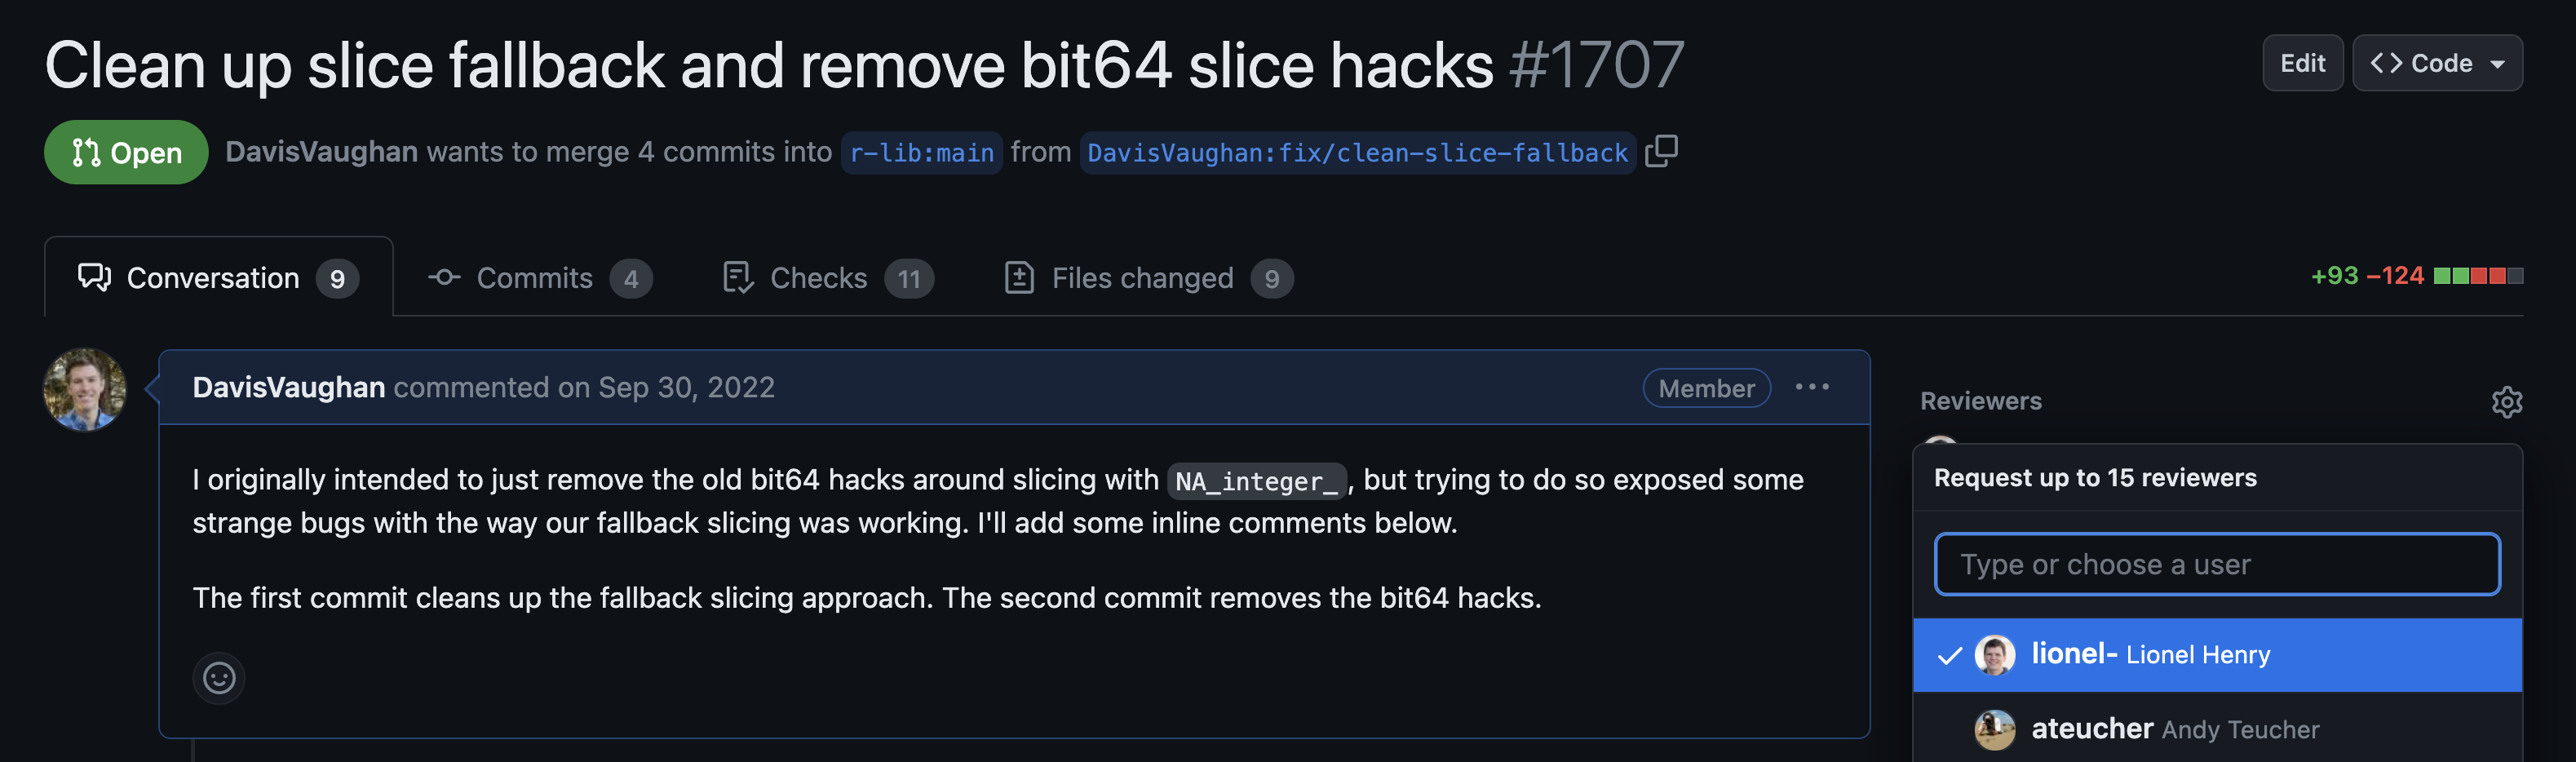 Clean up slice fallback and remove bit64 slice hacks #1707
Edit
<> Code
Open
DavisVaughan wants to merge 4 commits into r-lib:main from DavisVaughan:fix/clean-slice-fallback
Conversation 9
Commits 4
Checks 11
Files changed 9
+93 −124
DavisVaughan commented on Sep 30, 2022
Member
I originally intended to just remove the old bit64 hacks around slicing with NA_integer_, but trying to do so exposed some
strange bugs with the way our fallback slicing was working. I'll add some inline comments below.
The first commit cleans up the fallback slicing approach. The second commit removes the bit64 hacks.
Reviewers
Request up to 15 reviewers
Type or choose a user
lionel- Lionel Henry
ateucher Andy Teucher